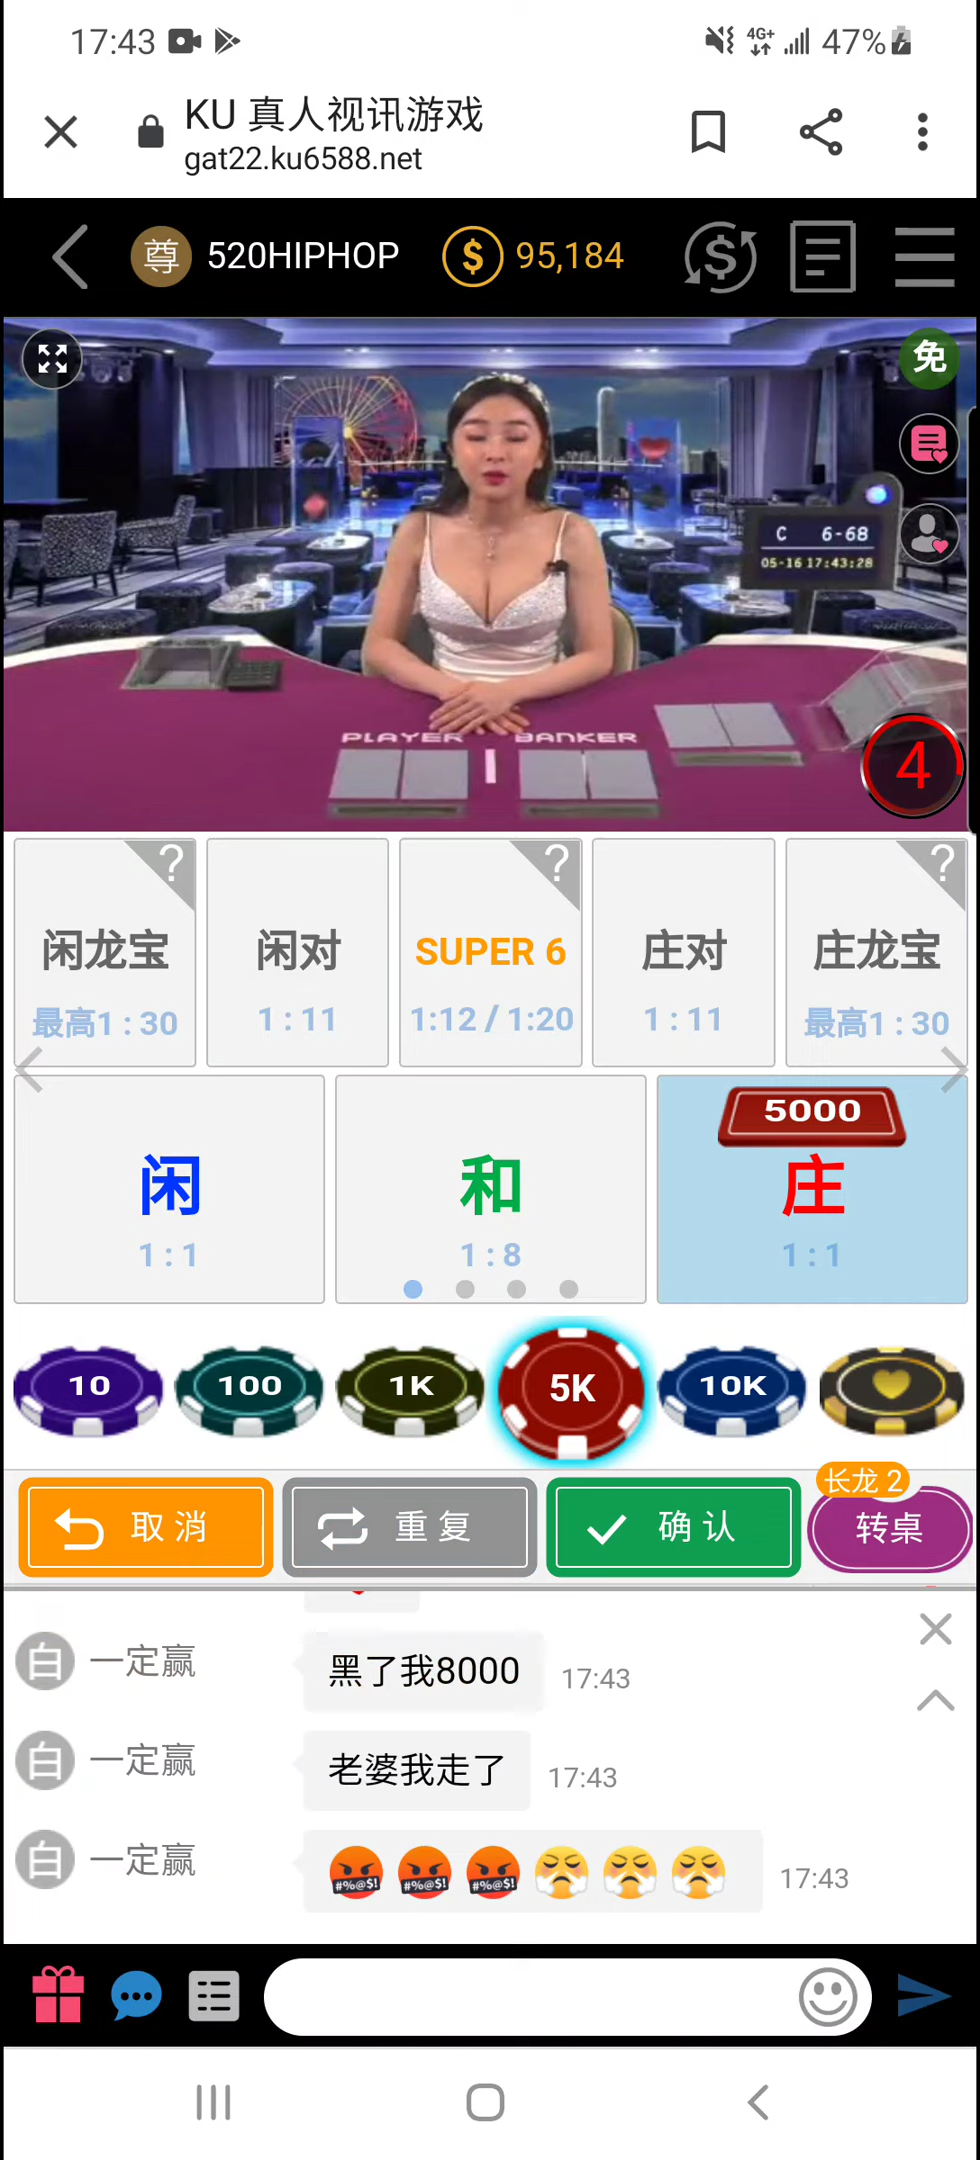 17:43
4G+
47%
KU 真人视讯游戏
gat22.ku6588.net
尊 520HIPHOP $ 95,184
免
C 6-68
05-16 17:43:28
PLAYER BANKER
4
? ? ?
闲龙宝 闲对 SUPER 6 庄对 庄龙宝
最高1 : 30 1 : 11 1:12 / 1:20 1 : 11 最高1 : 30
5000
闲 和 庄
1 : 1 1 : 8 1 : 1
10 100 1K 5K 10K
长龙 2
取消 重复 确认 转桌
白 一定赢 黑了我8000 17:43
白 一定赢 老婆我走了 17:43
白 一定赢 🤬🤬🤬😤😤😤 17:43